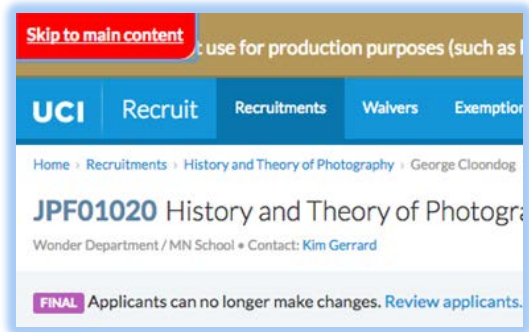 Skip to main content
t use for production purposes (such as
UCI Recruit Recruitments Waivers Exemption
Home › Recruitments › History and Theory of Photography › George Cloondog
JPF01020 History and Theory of Photogra
Wonder Department / MN School • Contact: Kim Gerrard
FINAL Applicants can no longer make changes. Review applicants.